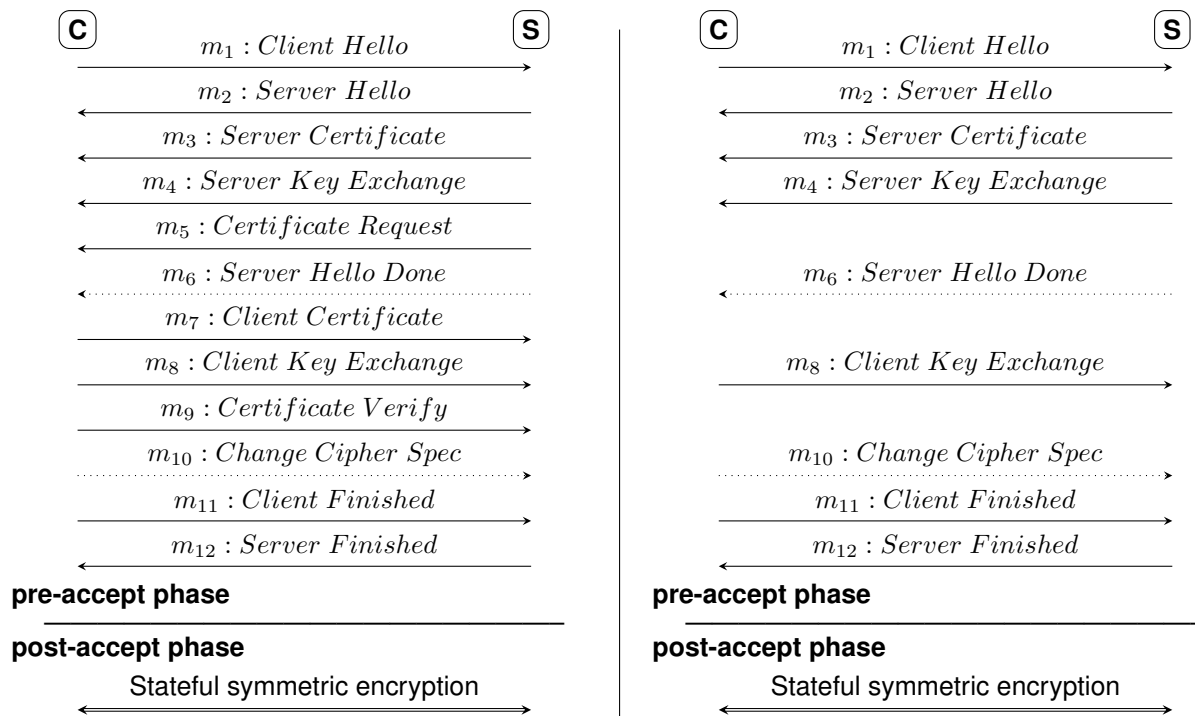 C S
m₁ : Client Hello
m₂ : Server Hello
m₃ : Server Certificate
m₄ : Server Key Exchange
m₅ : Certificate Request
m₆ : Server Hello Done
m₇ : Client Certificate
m₈ : Client Key Exchange
m₉ : Certificate Verify
m₁₀ : Change Cipher Spec
m₁₁ : Client Finished
m₁₂ : Server Finished
pre-accept phase
post-accept phase
Stateful symmetric encryption
C S
m₁ : Client Hello
m₂ : Server Hello
m₃ : Server Certificate
m₄ : Server Key Exchange
m₆ : Server Hello Done
m₈ : Client Key Exchange
m₁₀ : Change Cipher Spec
m₁₁ : Client Finished
m₁₂ : Server Finished
pre-accept phase
post-accept phase
Stateful symmetric encryption